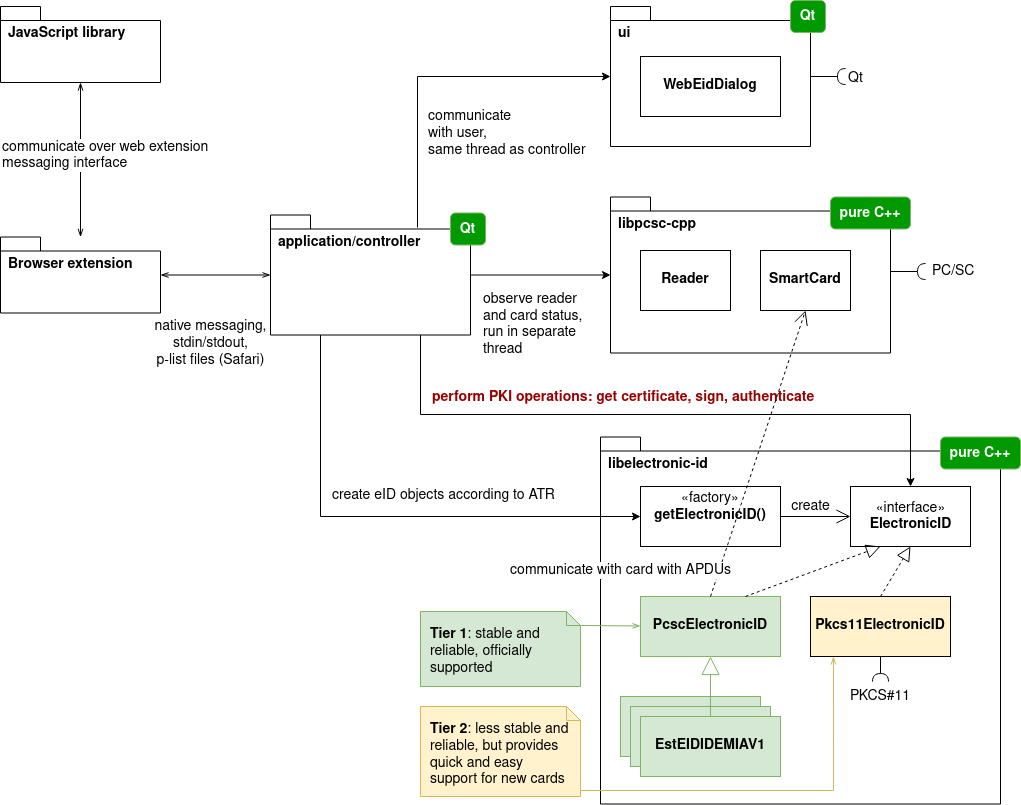 JavaScript library
communicate over web extension
messaging interface
Browser extension
native messaging,
stdin/stdout,
p-list files (Safari)
application/controller
Qt
communicate
with user,
same thread as controller
ui
Qt
WebEidDialog
Qt
observe reader
and card status,
run in separate
thread
libpcsc-cpp
pure C++
Reader
SmartCard
PC/SC
perform PKI operations: get certificate, sign, authenticate
create eID objects according to ATR
libelectronic-id
pure C++
«factory»
getElectronicID()
create
«interface»
ElectronicID
communicate with card with APDUs
PcscElectronicID
Pkcs11ElectronicID
PKCS#11
EstEIDIDEMIAV1
Tier 1: stable and
reliable, officially
supported
Tier 2: less stable and
reliable, but provides
quick and easy
support for new cards